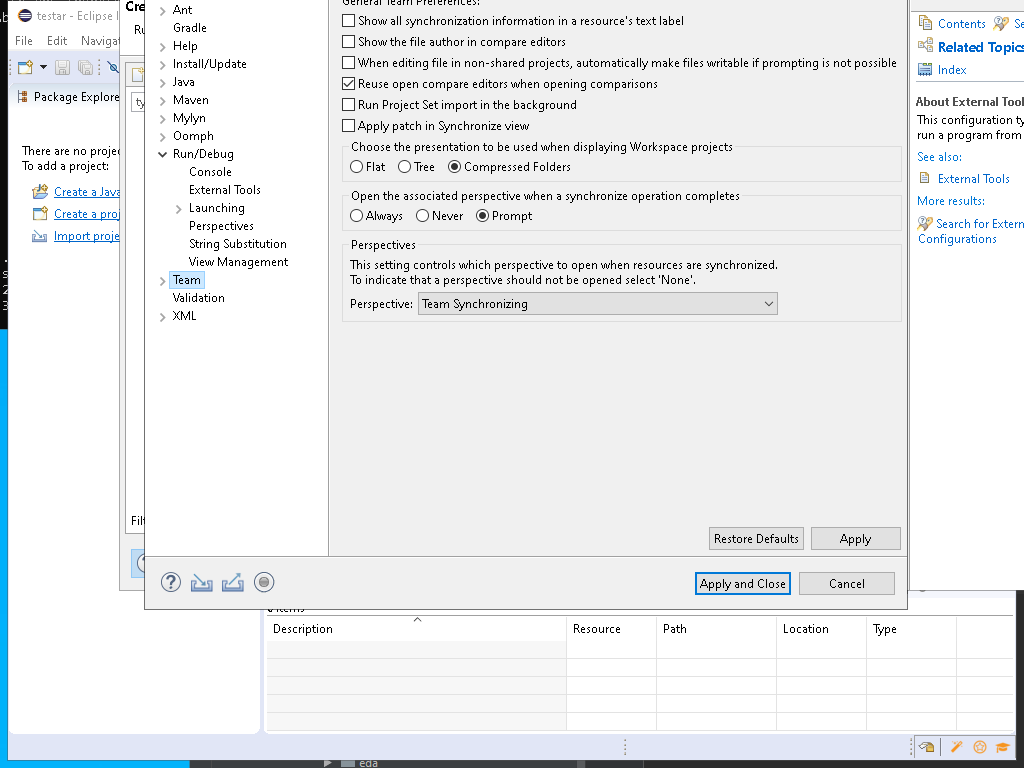 testar - Eclipse I
File Edit Navigat
Package Explore
There are no projec
To add a project:
Create a Java
Create a proj
Import proje
Cre
Ru
ty
Filt
Ant
Gradle
Help
Install/Update
Java
Maven
Mylyn
Oomph
Run/Debug
Console
External Tools
Launching
Perspectives
String Substitution
View Management
Team
Validation
XML
General Team Preferences:
Show all synchronization information in a resource's text label
Show the file author in compare editors
When editing file in non-shared projects, automatically make files writable if prompting is not possible
Reuse open compare editors when opening comparisons
Run Project Set import in the background
Apply patch in Synchronize view
Choose the presentation to be used when displaying Workspace projects
Flat Tree Compressed Folders
Open the associated perspective when a synchronize operation completes
Always Never Prompt
Perspectives
This setting controls which perspective to open when resources are synchronized.
To indicate that a perspective should not be opened select 'None'.
Perspective: Team Synchronizing
Restore Defaults Apply
Apply and Close Cancel
Contents Se
Related Topics
Index
About External Tool
This configuration ty
run a program from
See also:
External Tools
More results:
Search for Extern
Configurations
items
Description Resource Path Location Type
eda